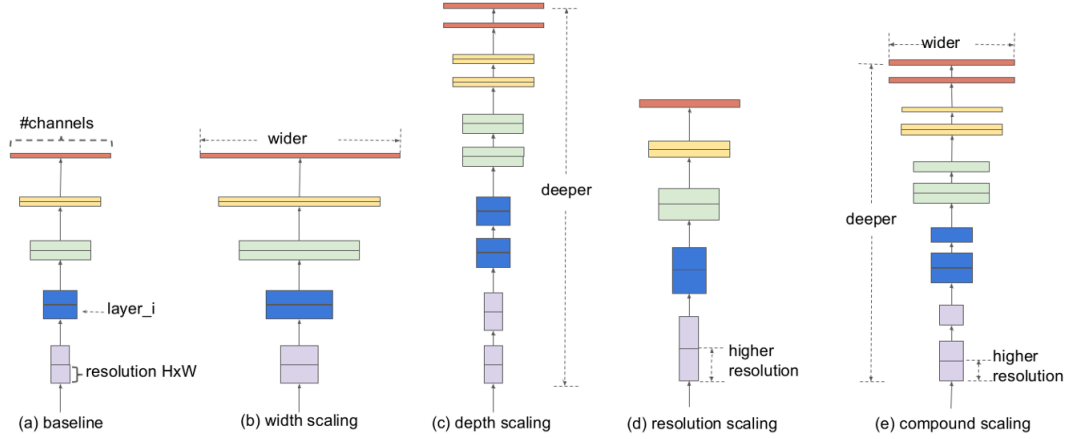 #channels
layer_i
resolution HxW
(a) baseline
wider
(b) width scaling
deeper
(c) depth scaling
higher
resolution
(d) resolution scaling
wider
deeper
higher
resolution
(e) compound scaling